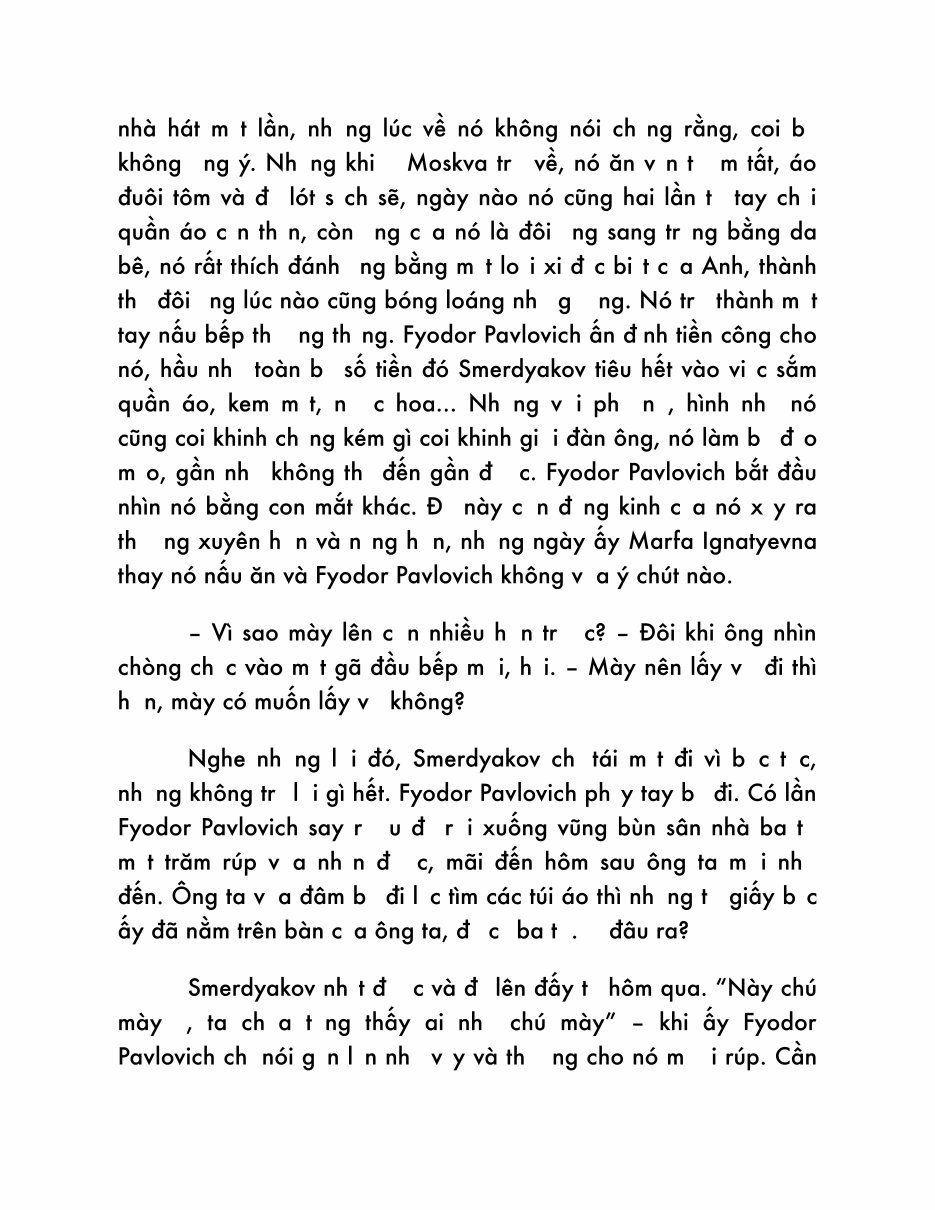 nhà hát m t lần, nh ng lúc về nó không nói ch ng rằng, coi b
không ng ý. Nh ng khi Moskva tr về, nó ăn v n t m tất, áo
đuôi tôm và đ lót s ch sẽ, ngày nào nó cũng hai lần t tay ch i
quần áo c n th n, còn ng c a nó là đôi ng sang tr ng bằng da
bê, nó rất thích đánh ng bằng m t lo i xi đ c bi t c a Anh, thành
th đôi ng lúc nào cũng bóng loáng nh g ng. Nó tr thành m t
tay nấu bếp th ng th ng. Fyodor Pavlovich ấn đ nh tiền công cho
nó, hầu nh toàn b số tiền đó Smerdyakov tiêu hết vào vi c sắm
quần áo, kem m t, n c hoa... Nh ng v i ph n , hình nh nó
cũng coi khinh ch ng kém gì coi khinh gi i đàn ông, nó làm b đ o
m o, gần nh không th đến gần đ c. Fyodor Pavlovich bắt đầu
nhìn nó bằng con mắt khác. Đ này c n đ ng kinh c a nó x y ra
th ng xuyên h n và n ng h n, nh ng ngày ấy Marfa Ignatyevna
thay nó nấu ăn và Fyodor Pavlovich không v a ý chút nào.
– Vì sao mày lên c n nhiều h n tr c? – Đôi khi ông nhìn
chòng ch c vào m t gã đầu bếp m i, h i. – Mày nên lấy v đi thì
h n, mày có muốn lấy v không?
Nghe nh ng l i đó, Smerdyakov ch tái m t đi vì b c t c,
nh ng không tr l i gì hết. Fyodor Pavlovich ph y tay b đi. Có lần
Fyodor Pavlovich say r u đ r i xuống vũng bùn sân nhà ba t
m t trăm rúp v a nh n đ c, mãi đến hôm sau ông ta m i nh
đến. Ông ta v a đâm b đi l c tìm các túi áo thì nh ng t giấy b c
ấy đã nằm trên bàn c a ông ta, đ c ba t . đâu ra?
Smerdyakov nh t đ c và đ lên đấy t hôm qua. “Này chú
mày , ta ch a t ng thấy ai nh chú mày” – khi ấy Fyodor
Pavlovich ch nói g n l n nh v y và th ng cho nó m i rúp. Cần